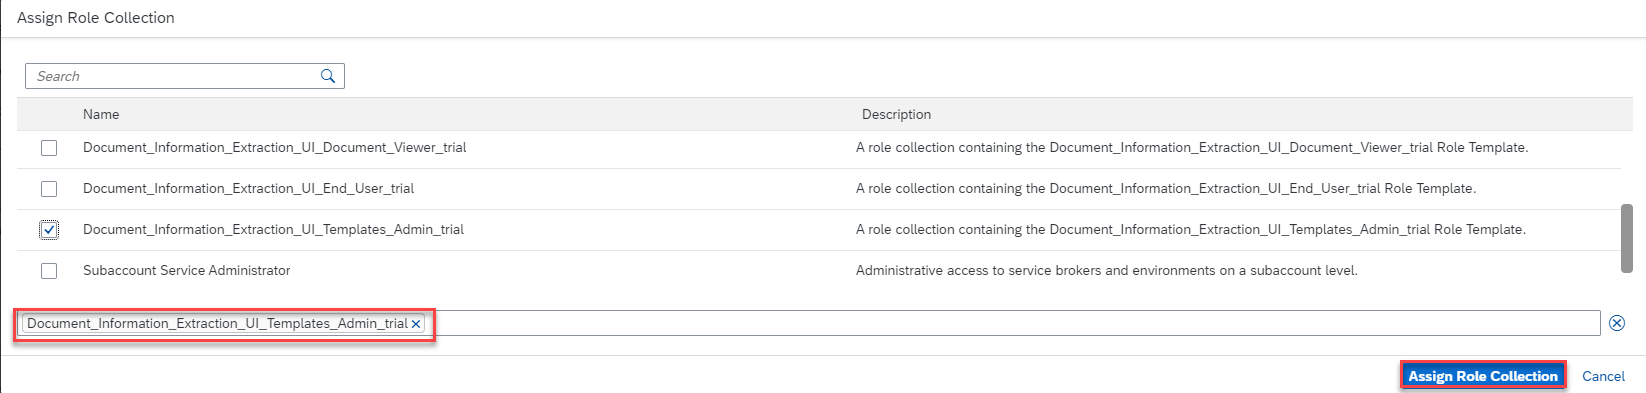 Assign Role Collection
Search
Name Description
Document_Information_Extraction_UI_Document_Viewer_trial A role collection containing the Document_Information_Extraction_UI_Document_Viewer_trial Role Template.
Document_Information_Extraction_UI_End_User_trial A role collection containing the Document_Information_Extraction_UI_End_User_trial Role Template.
Document_Information_Extraction_UI_Templates_Admin_trial A role collection containing the Document_Information_Extraction_UI_Templates_Admin_trial Role Template.
Subaccount Service Administrator Administrative access to service brokers and environments on a subaccount level.
Document_Information_Extraction_UI_Templates_Admin_trial
Assign Role Collection Cancel